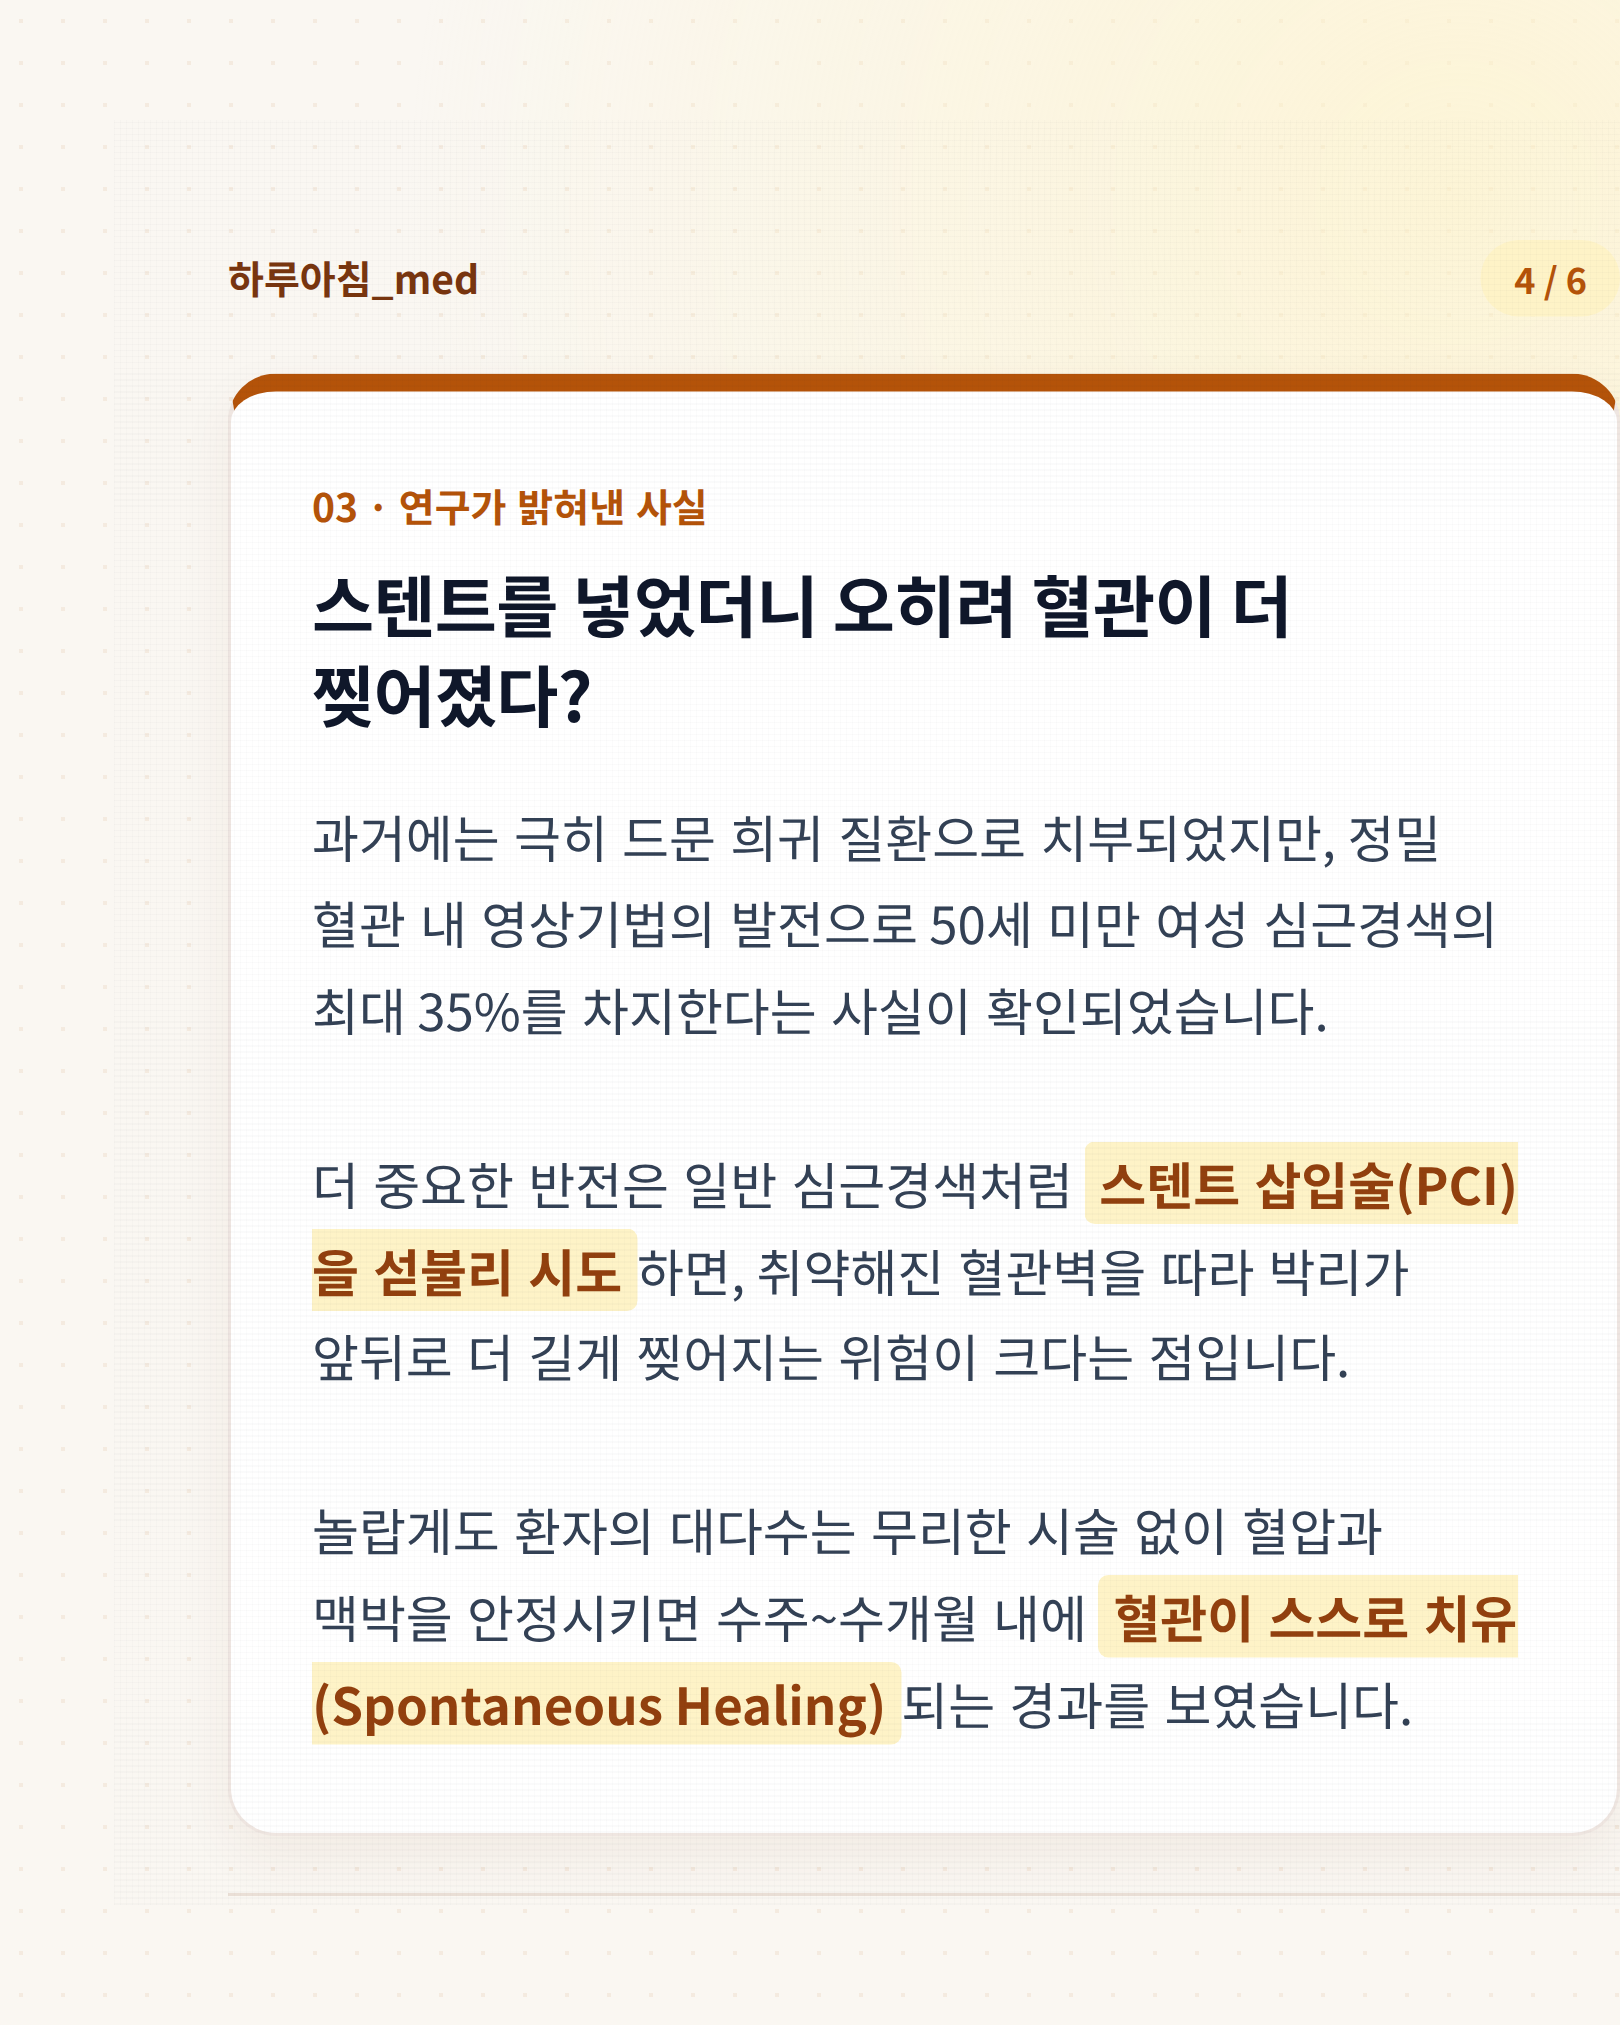 하루아침_med
4 / 6
03 · 연구가 밝혀낸 사실
스텐트를 넣었더니 오히려 혈관이 더
찢어졌다?
과거에는 극히 드문 희귀 질환으로 치부되었지만, 정밀
혈관 내 영상기법의 발전으로 50세 미만 여성 심근경색의
최대 35%를 차지한다는 사실이 확인되었습니다.
더 중요한 반전은 일반 심근경색처럼 스텐트 삽입술(PCI)
을 섣불리 시도 하면, 취약해진 혈관벽을 따라 박리가
앞뒤로 더 길게 찢어지는 위험이 크다는 점입니다.
놀랍게도 환자의 대다수는 무리한 시술 없이 혈압과
맥박을 안정시키면 수주~수개월 내에 혈관이 스스로 치유
(Spontaneous Healing) 되는 경과를 보였습니다.